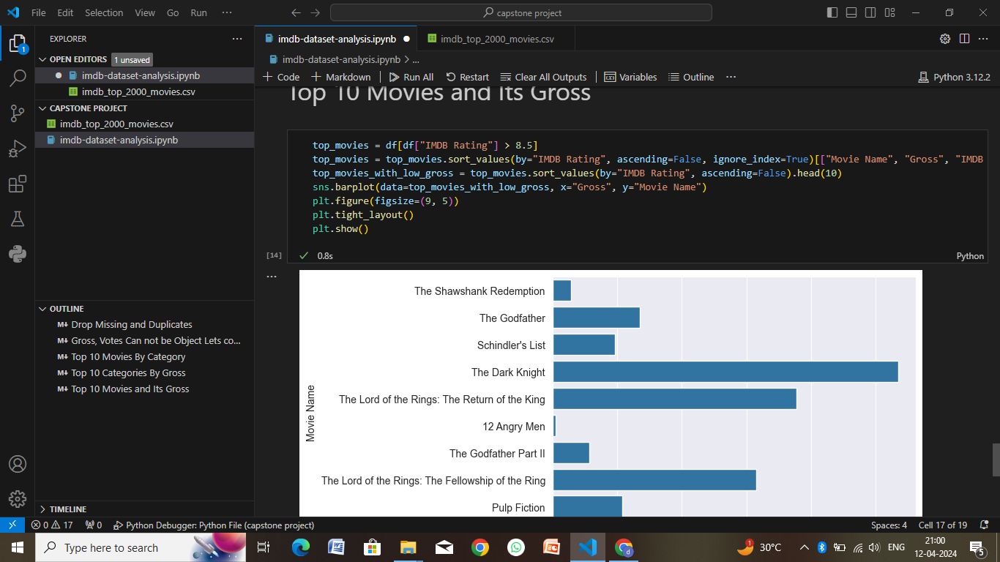 File Edit Selection View Go Run ··· capstone project
EXPLORER ···
OPEN EDITORS 1 unsaved
imdb-dataset-analysis.ipynb
imdb_top_2000_movies.csv
CAPSTONE PROJECT
imdb_top_2000_movies.csv
imdb-dataset-analysis.ipynb
OUTLINE
M↓ Drop Missing and Duplicates
M↓ Gross, Votes Can not be Object Lets co...
M↓ Top 10 Movies By Category
M↓ Top 10 Categories By Gross
M↓ Top 10 Movies and Its Gross
TIMELINE
imdb-dataset-analysis.ipynb ● imdb_top_2000_movies.csv
imdb-dataset-analysis.ipynb > ...
+ Code + Markdown Run All Restart Clear All Outputs Variables Outline ··· Python 3.12.2
Top 10 Movies and Its Gross
top_movies = df[df["IMDB Rating"] > 8.5]
top_movies = top_movies.sort_values(by="IMDB Rating", ascending=False, ignore_index=True)[["Movie Name", "Gross", "IMDB
top_movies_with_low_gross = top_movies.sort_values(by="IMDB Rating", ascending=False).head(10)
sns.barplot(data=top_movies_with_low_gross, x="Gross", y="Movie Name")
plt.figure(figsize=(9, 5))
plt.tight_layout()
plt.show()
[14] 0.8s Python
The Shawshank Redemption
The Godfather
Schindler's List
The Dark Knight
The Lord of the Rings: The Return of the King
12 Angry Men
The Godfather Part II
The Lord of the Rings: The Fellowship of the Ring
Pulp Fiction
Movie Name
0 17 0 Python Debugger: Python File (capstone project) Spaces: 4 Cell 17 of 19
Type here to search
30°C ENG 21:00
12-04-2024
5